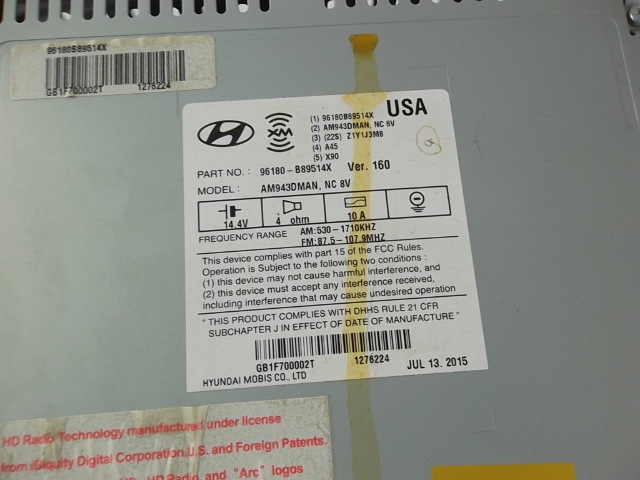 96180B89514X
GB1F700002T 1276224
XM
(1) 96180B89514X USA
(2) AM943DMAN, NC 8V
(3) (22S) Z1Y1J3M8
(4) A45
(5) X90
PART NO. : 96180-B89514X Ver. 160
MODEL : AM943DMAN, NC 8V
14.4V 4 ohm 10 A
FREQUENCY RANGE AM:530-1710KHZ
FM:87.5-107.9MHZ
This device complies with part 15 of the FCC Rules.
Operation is Subject to the following two conditions :
(1) this device may not cause harmful interference, and
(2) this device must accept any interference received,
including interference that may cause undesired operation
"THIS PRODUCT COMPLIES WITH DHHS RULE 21 CFR
SUBCHAPTER J IN EFFECT OF DATE OF MANUFACTURE"
GB1F700002T 1276224
HYUNDAI MOBIS CO., LTD JUL 13. 2015
HD Radio Technology manufactured under license
from iBiquity Digital Corporation.U.S. and Foreign Patents.
HD Radio, and "Arc" logos